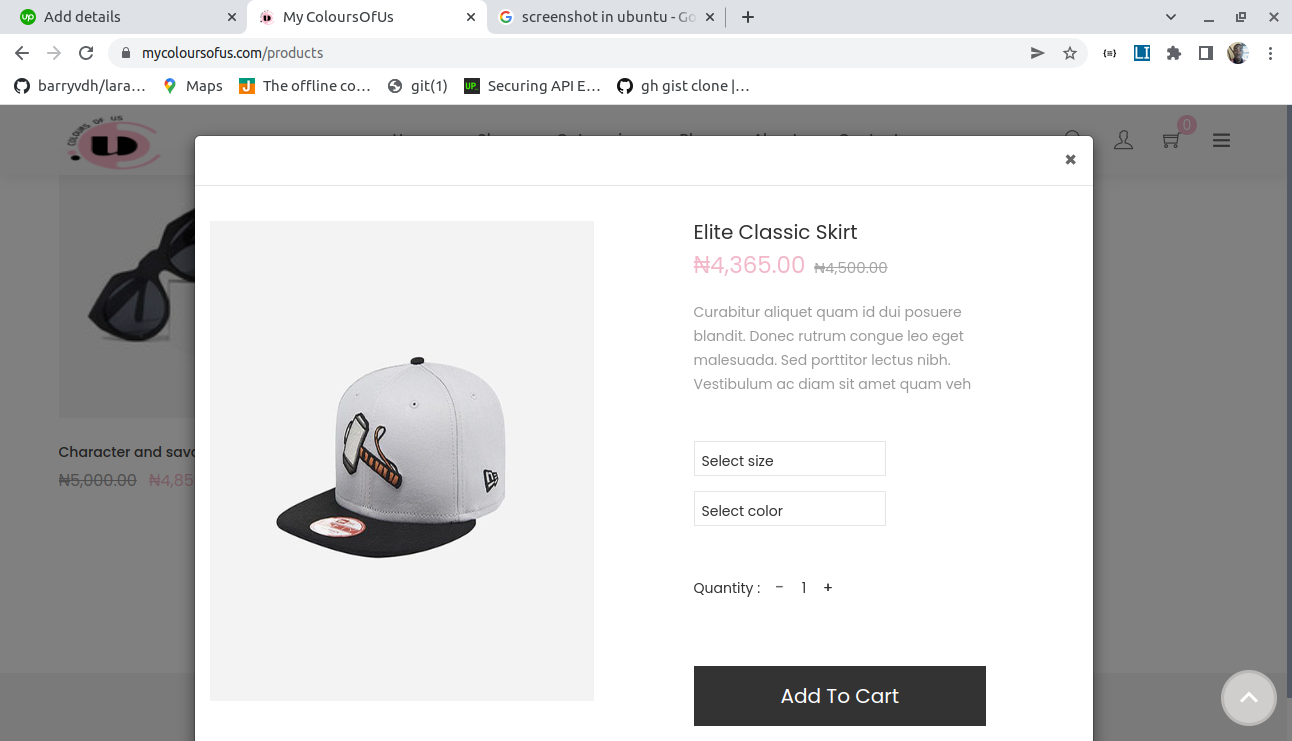 Add details
My ColoursOfUs
screenshot in ubuntu - Go
mycoloursofus.com/products
barryvdh/lara…
Maps
The offline co…
git(1)
Securing API E…
gh gist clone |…
COLOURS OF US
0
Elite Classic Skirt
₦4,365.00 ₦4,500.00
Curabitur aliquet quam id dui posuere
blandit. Donec rutrum congue leo eget
malesuada. Sed porttitor lectus nibh.
Vestibulum ac diam sit amet quam veh
Select size
Select color
Quantity : − 1 +
Add To Cart
Character and savo
₦5,000.00 ₦4,85